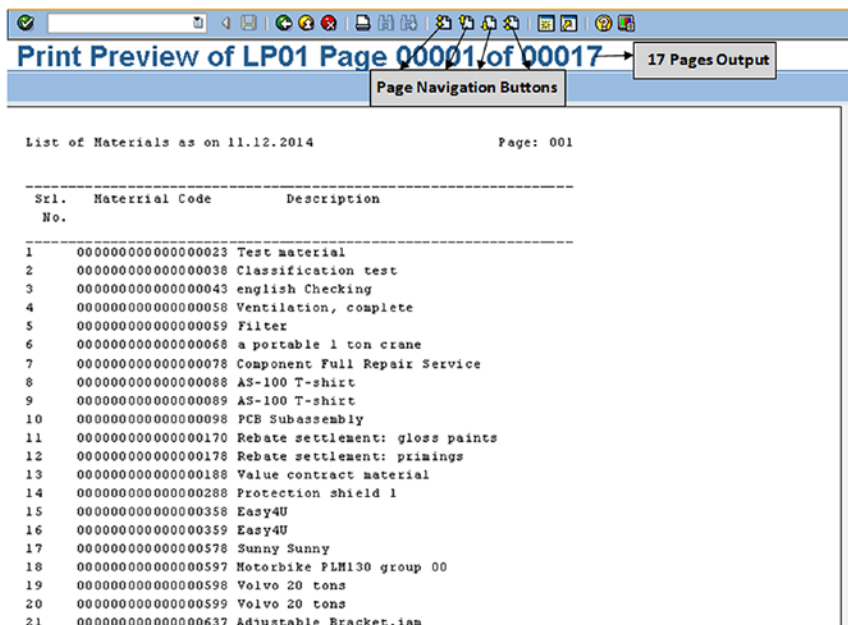 Print Preview of LP01 Page 00001 of 00017
17 Pages Output
Page Navigation Buttons
List of Materials as on 11.12.2014 Page: 001
Srl. Materrial Code Description
No.
1 000000000000000023 Test material
2 000000000000000038 Classification test
3 000000000000000043 english Checking
4 000000000000000058 Ventilation, complete
5 000000000000000059 Filter
6 000000000000000068 a portable 1 ton crane
7 000000000000000078 Component Full Repair Service
8 000000000000000088 AS-100 T-shirt
9 000000000000000089 AS-100 T-shirt
10 000000000000000098 PCB Subassembly
11 000000000000000170 Rebate settlement: gloss paints
12 000000000000000178 Rebate settlement: primings
13 000000000000000188 Value contract material
14 000000000000000288 Protection shield 1
15 000000000000000358 Easy4U
16 000000000000000359 Easy4U
17 000000000000000578 Sunny Sunny
18 000000000000000597 Motorbike PLM130 group 00
19 000000000000000598 Volvo 20 tons
20 000000000000000599 Volvo 20 tons
21 000000000000000637 Adjustable Bracket.iam